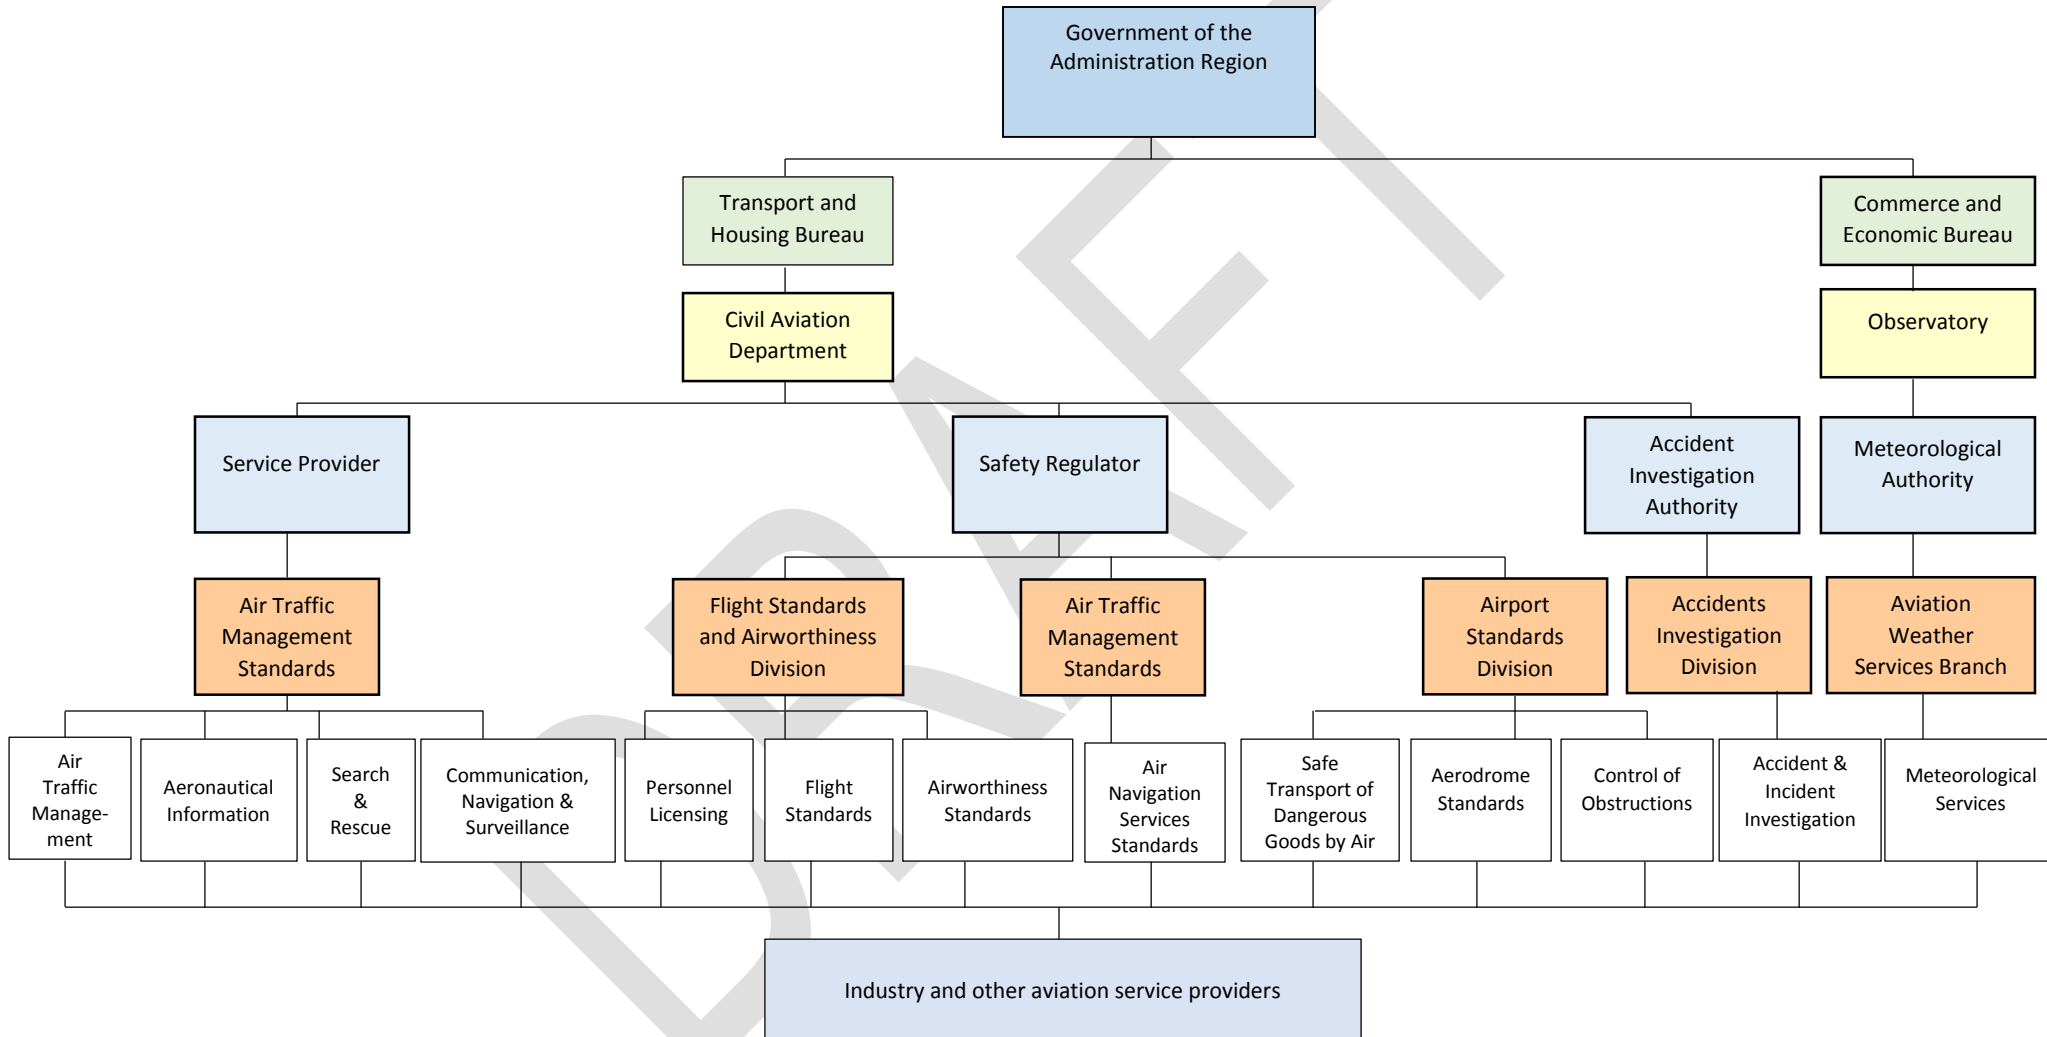 Government of the
Administration Region
Transport and
Housing Bureau
Commerce and
Economic Bureau
Civil Aviation
Department
Observatory
Service Provider
Safety Regulator
Accident
Investigation
Authority
Meteorological
Authority
Air Traffic
Management
Standards
Flight Standards
and Airworthiness
Division
Air Traffic
Management
Standards
Airport
Standards
Division
Accidents
Investigation
Division
Aviation
Weather
Services Branch
Air
Traffic
Manage-
ment
Aeronautical
Information
Search
&
Rescue
Communication,
Navigation &
Surveillance
Personnel
Licensing
Flight
Standards
Airworthiness
Standards
Air
Navigation
Services
Standards
Safe
Transport of
Dangerous
Goods by Air
Aerodrome
Standards
Control of
Obstructions
Accident &
Incident
Investigation
Meteorological
Services
Industry and other aviation service providers
DRAFT